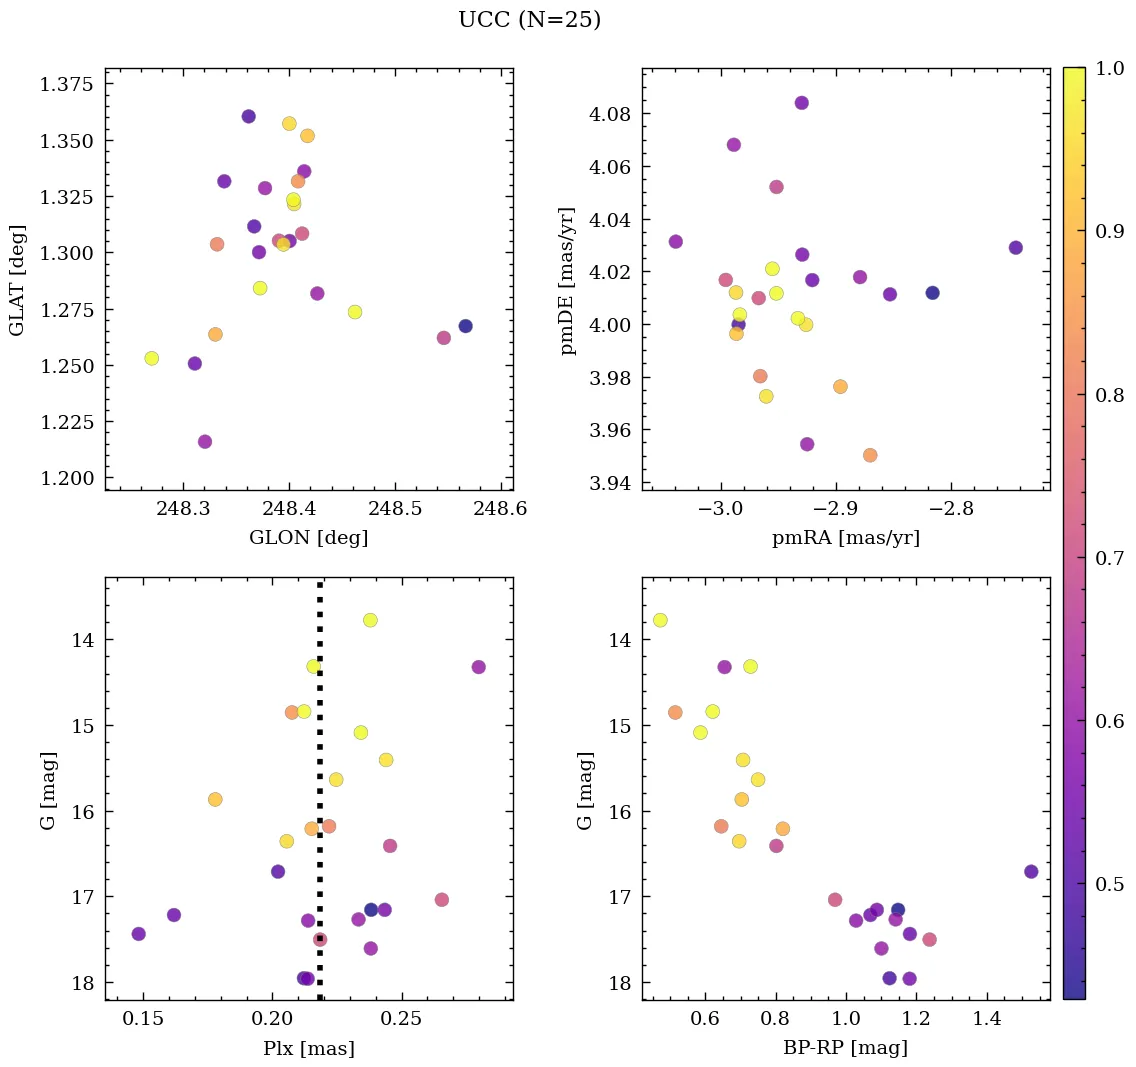 UCC (N=25)
1.375
1.350
1.325
1.300
1.275
1.250
1.225
1.200
GLAT [deg]
248.3 248.4 248.5 248.6
GLON [deg]
4.08
4.06
4.04
4.02
4.00
3.98
3.96
3.94
pmDE [mas/yr]
−3.0 −2.9 −2.8
pmRA [mas/yr]
14
15
16
17
18
G [mag]
0.15 0.20 0.25
Plx [mas]
14
15
16
17
18
G [mag]
0.6 0.8 1.0 1.2 1.4
BP-RP [mag]
1.0
0.9
0.8
0.7
0.6
0.5